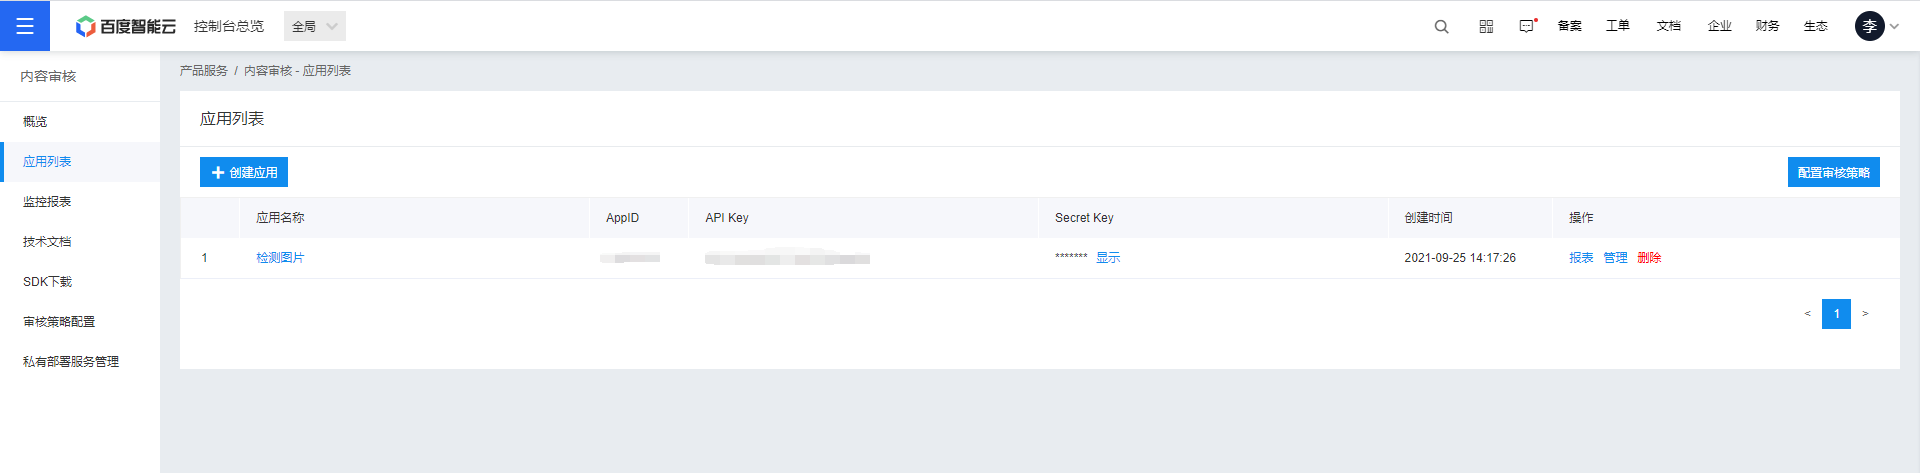 百度智能云 控制台总览 全局 备案 工单 文档 企业 财务 生态 李
内容审核
产品服务 / 内容审核 - 应用列表
概览
应用列表
监控报表
技术文档
SDK下载
审核策略配置
私有部署服务管理
应用列表
创建应用 配置审核策略
应用名称 AppID API Key Secret Key 创建时间 操作
1 检测图片 ******* 显示 2021-09-25 14:17:26 报表 管理 删除
< 1 >